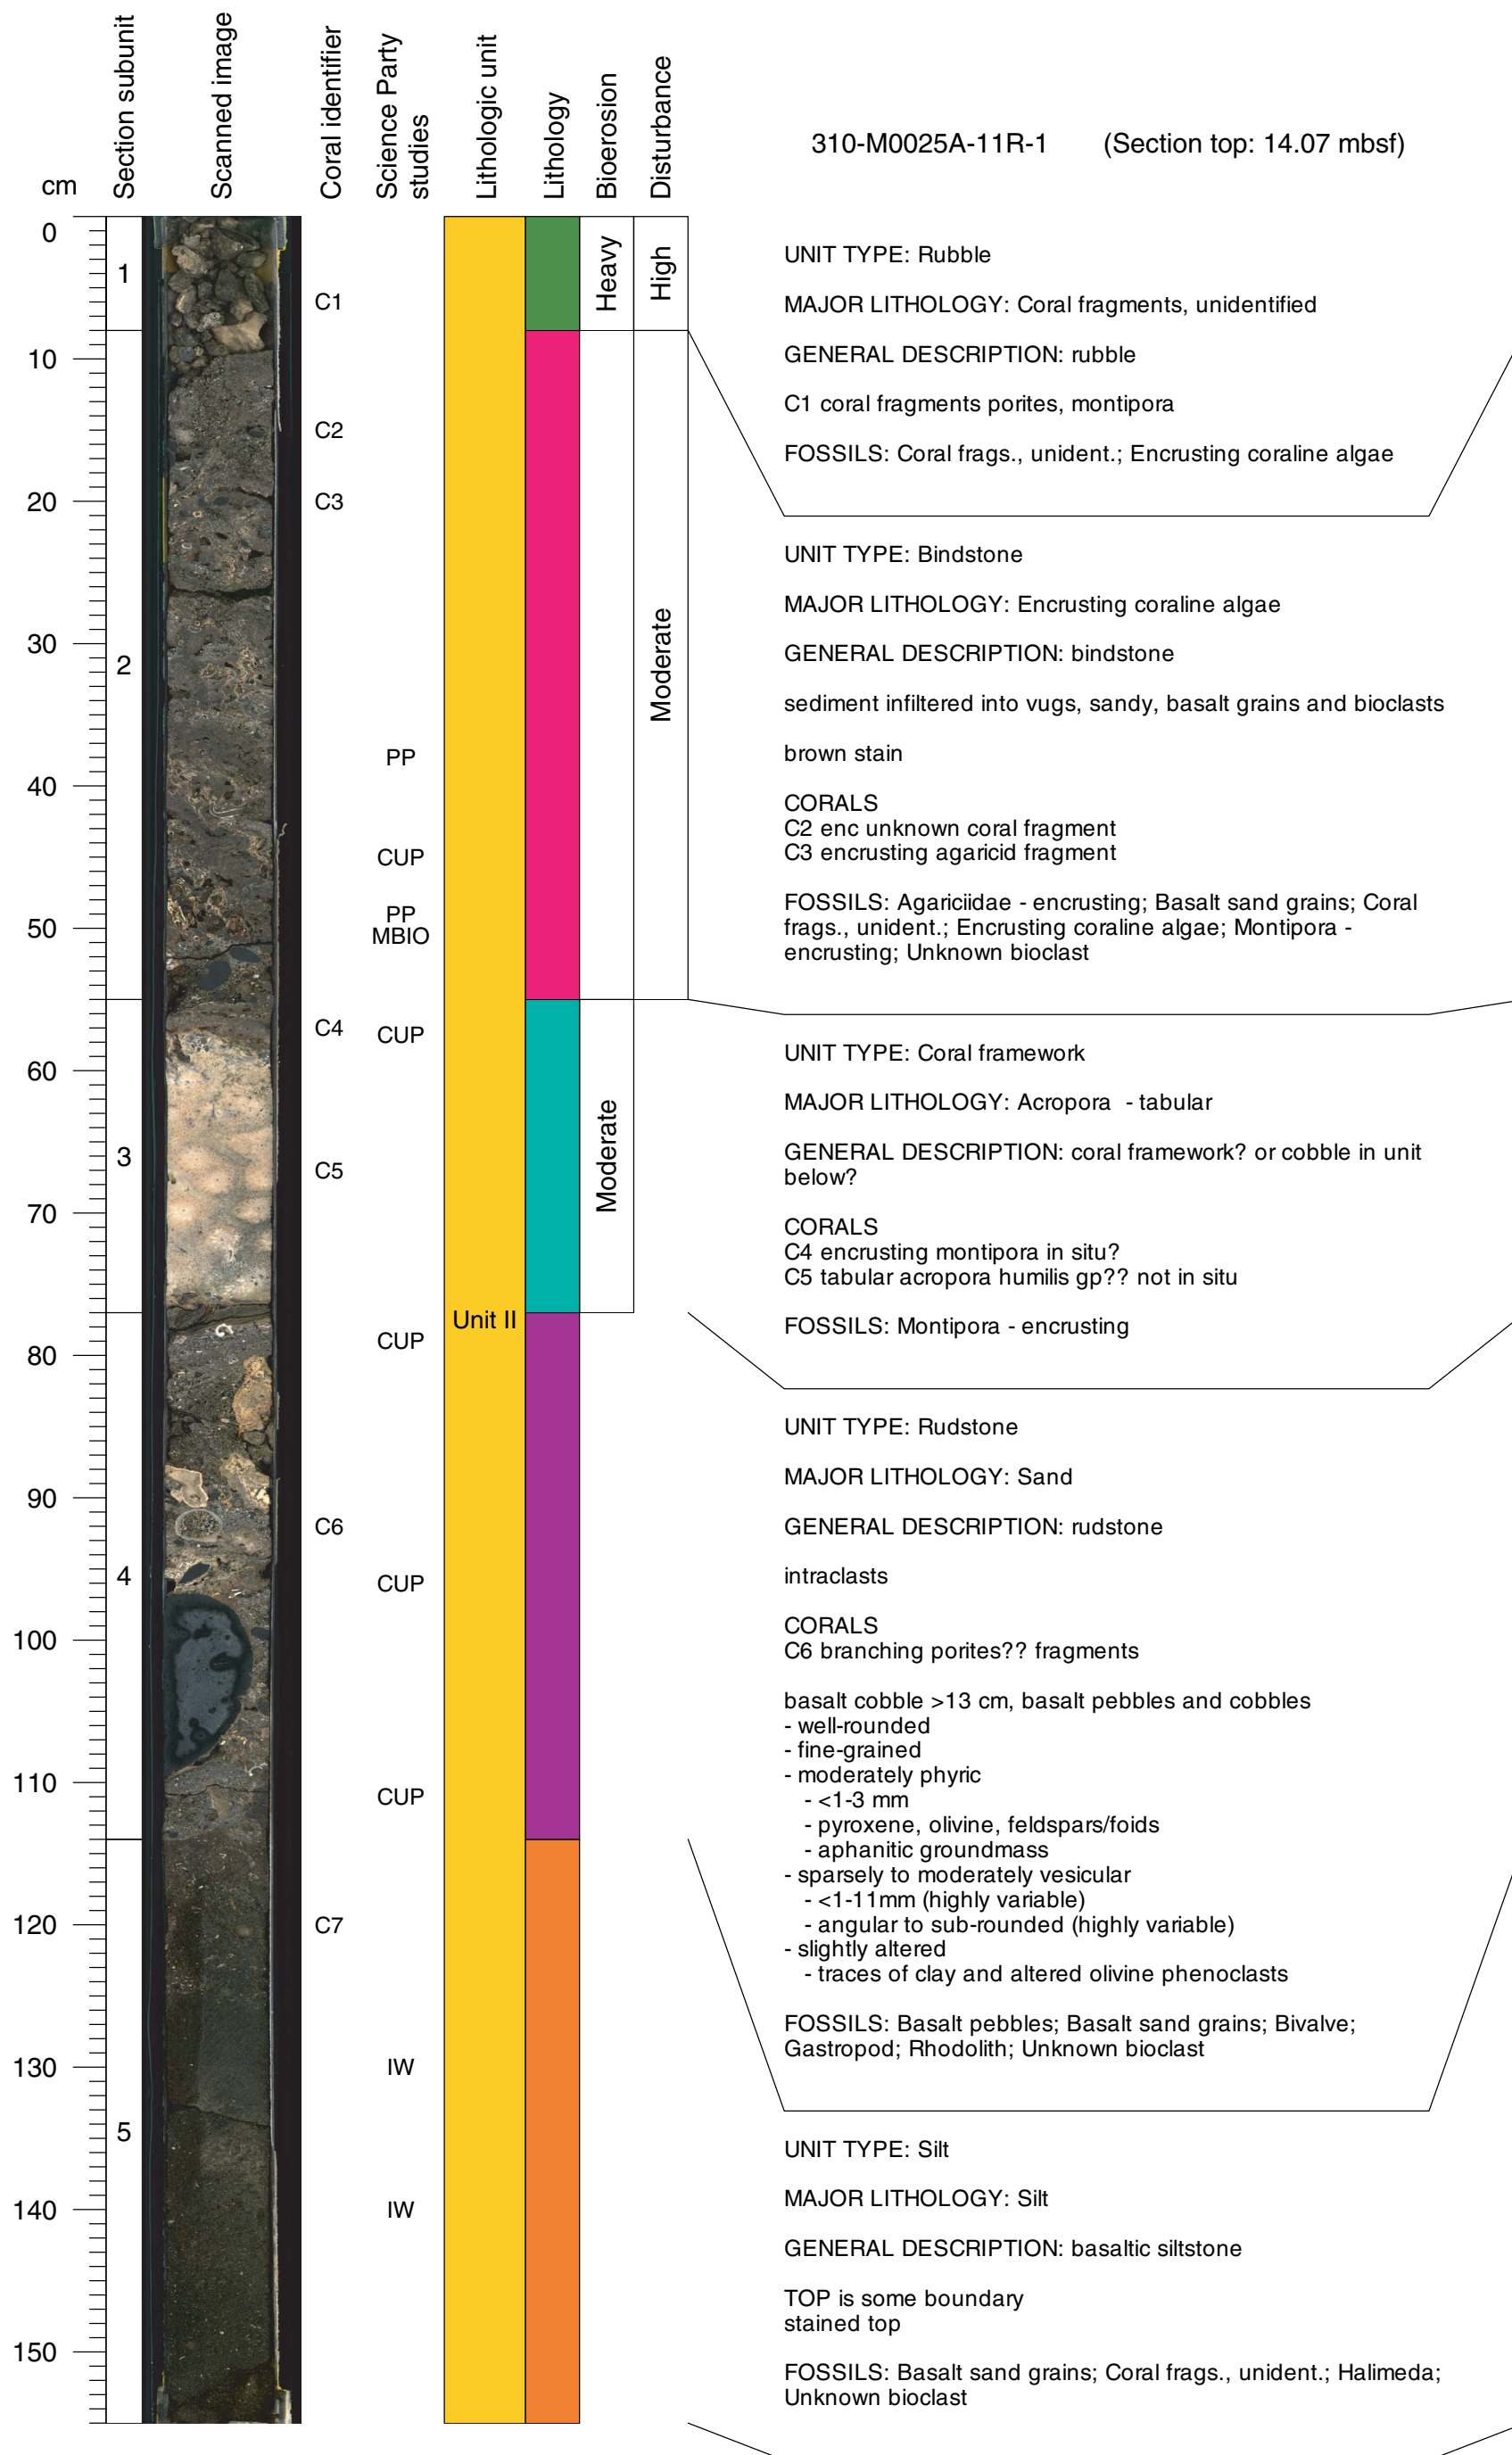 310-M0025A-11R-1 (Section top: 14.07 mbsf)
cm
Section subunit
Scanned image
Coral identifier
Science Party studies
Lithologic unit
Lithology
Bioerosion
Disturbance
0
10
20
30
40
50
60
70
80
90
100
110
120
130
140
150
1
2
3
4
5
C1
C2
C3
C4
C5
C6
C7
PP
CUP
PP
MBIO
CUP
CUP
CUP
CUP
IW
IW
Unit II
Heavy
Moderate
High
Moderate
UNIT TYPE: Rubble
MAJOR LITHOLOGY: Coral fragments, unidentified
GENERAL DESCRIPTION: rubble
C1 coral fragments porites, montipora
FOSSILS: Coral frags., unident.; Encrusting coraline algae
UNIT TYPE: Bindstone
MAJOR LITHOLOGY: Encrusting coraline algae
GENERAL DESCRIPTION: bindstone
sediment infiltered into vugs, sandy, basalt grains and bioclasts
brown stain
CORALS
C2 enc unknown coral fragment
C3 encrusting agaricid fragment
FOSSILS: Agariciidae - encrusting; Basalt sand grains; Coral
frags., unident.; Encrusting coraline algae; Montipora -
encrusting; Unknown bioclast
UNIT TYPE: Coral framework
MAJOR LITHOLOGY: Acropora - tabular
GENERAL DESCRIPTION: coral framework? or cobble in unit
below?
CORALS
C4 encrusting montipora in situ?
C5 tabular acropora humilis gp?? not in situ
FOSSILS: Montipora - encrusting
UNIT TYPE: Rudstone
MAJOR LITHOLOGY: Sand
GENERAL DESCRIPTION: rudstone
intraclasts
CORALS
C6 branching porites?? fragments
basalt cobble >13 cm, basalt pebbles and cobbles
- well-rounded
- fine-grained
- moderately phyric
- <1-3 mm
- pyroxene, olivine, feldspars/foids
- aphanitic groundmass
- sparsely to moderately vesicular
- <1-11mm (highly variable)
- angular to sub-rounded (highly variable)
- slightly altered
- traces of clay and altered olivine phenoclasts
FOSSILS: Basalt pebbles; Basalt sand grains; Bivalve;
Gastropod; Rhodolith; Unknown bioclast
UNIT TYPE: Silt
MAJOR LITHOLOGY: Silt
GENERAL DESCRIPTION: basaltic siltstone
TOP is some boundary
stained top
FOSSILS: Basalt sand grains; Coral frags., unident.; Halimeda;
Unknown bioclast